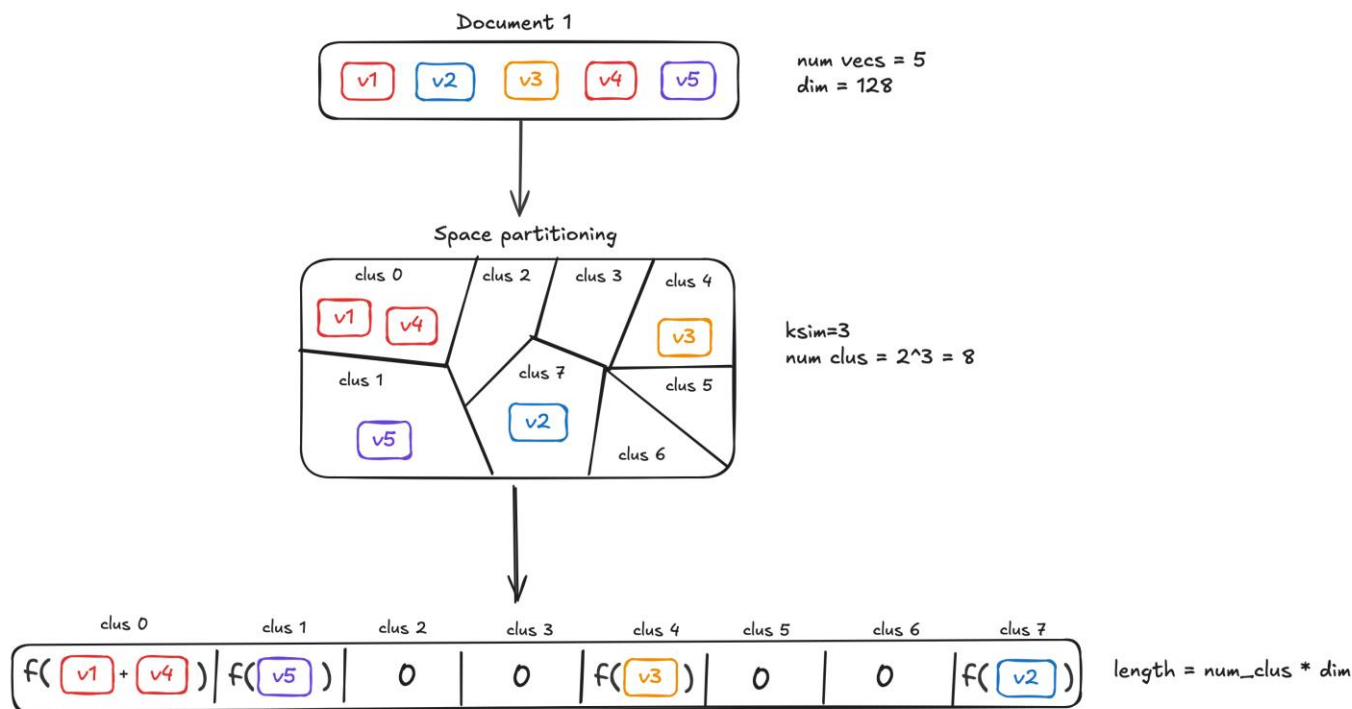 Document 1
v1 v2 v3 v4 v5
num vecs = 5
dim = 128
Space partitioning
clus 0 clus 2 clus 3 clus 4
v1 v4 v3
clus 1 clus 7 clus 5
v5 v2
clus 6
ksim=3
num clus = 2^3 = 8
clus 0 clus 1 clus 2 clus 3 clus 4 clus 5 clus 6 clus 7
f( v1 + v4 ) f( v5 ) 0 0 f( v3 ) 0 0 f( v2 )
length = num_clus * dim